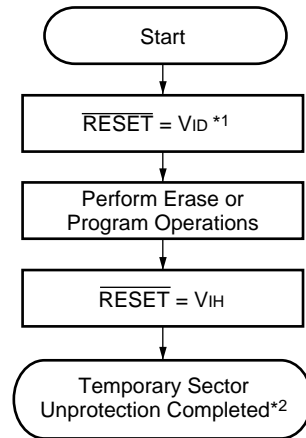 Start
RESET = VID *1
Perform Erase or
Program Operations
RESET = VIH
Temporary Sector
Unprotection Completed*2